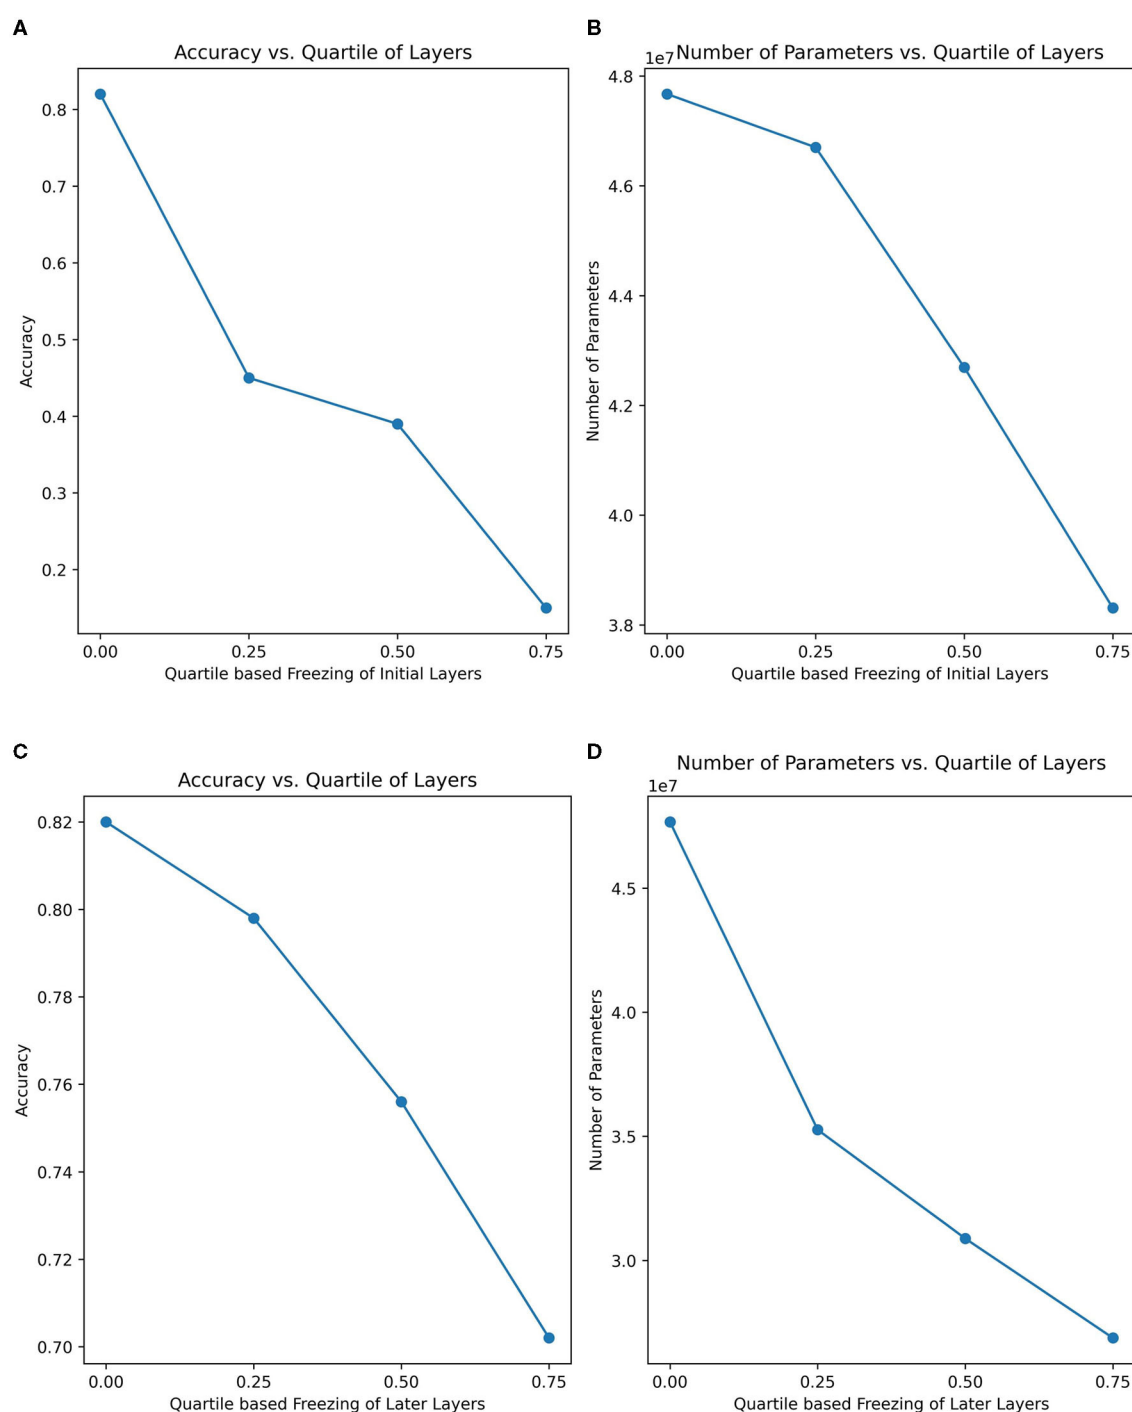 A
Accuracy vs. Quartile of Layers
0.8
0.7
0.6
0.5
0.4
0.3
0.2
Accuracy
0.00 0.25 0.50 0.75
Quartile based Freezing of Initial Layers
B
1e7
Number of Parameters vs. Quartile of Layers
4.8
4.6
4.4
4.2
4.0
3.8
Number of Parameters
0.00 0.25 0.50 0.75
Quartile based Freezing of Initial Layers
C
Accuracy vs. Quartile of Layers
0.82
0.80
0.78
0.76
0.74
0.72
0.70
Accuracy
0.00 0.25 0.50 0.75
Quartile based Freezing of Later Layers
D
Number of Parameters vs. Quartile of Layers
1e7
4.5
4.0
3.5
3.0
Number of Parameters
0.00 0.25 0.50 0.75
Quartile based Freezing of Later Layers